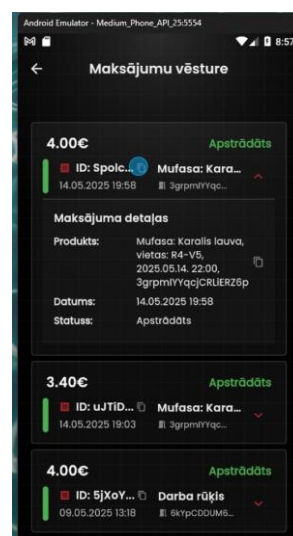 Android Emulator - Medium_Phone_API_25:5554
8:57
Maksājumu vēsture
4.00€ Apstrādāts
ID: Spolc... Mufasa: Kara...
14.05.2025 19:58 3grpmIYYqc...
Maksājuma detaļas
Produkts: Mufasa: Karalis lauva,
vietas: R4-V5,
2025.05.14. 22:00,
3grpmIYYqcjCRLiERZ6p
Datums: 14.05.2025 19:58
Statuss: Apstrādāts
3.40€ Apstrādāts
ID: uJTiD... Mufasa: Kara...
14.05.2025 19:03 3grpmIYYqc...
4.00€ Apstrādāts
ID: 5jXoY... Darba rūķis
09.05.2025 13:18 6kYpCDDUM6...